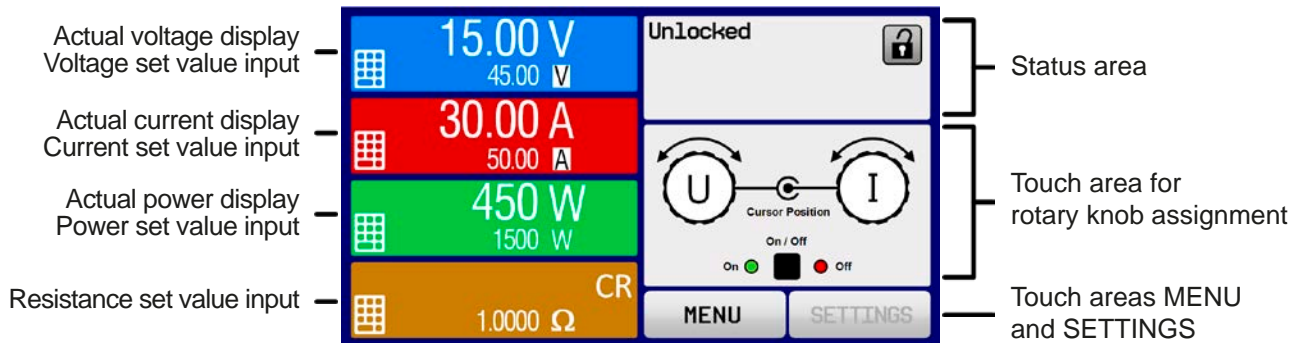 Actual voltage display
Voltage set value input
Actual current display
Current set value input
Actual power display
Power set value input
Resistance set value input
15.00 V
45.00 V
30.00 A
50.00 A
450 W
1500 W
CR
1.0000 Ω
Unlocked
U
I
Cursor Position
On / Off
On
Off
MENU
SETTINGS
Status area
Touch area for
rotary knob assignment
Touch areas MENU
and SETTINGS